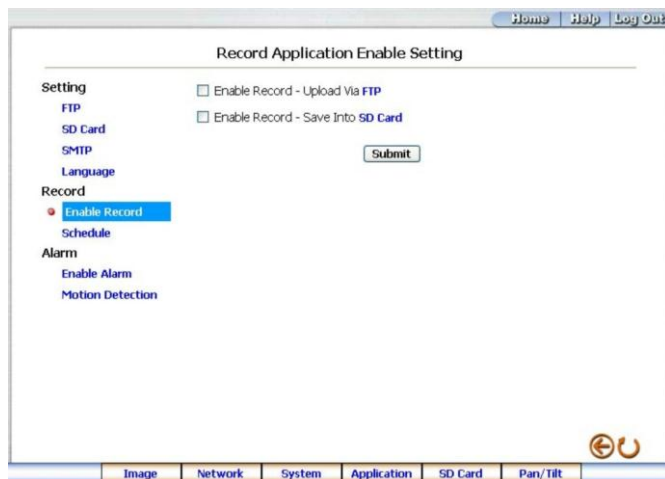 Home Help Log Out
Record Application Enable Setting
Setting
FTP
SD Card
SMTP
Language
Record
Enable Record
Schedule
Alarm
Enable Alarm
Motion Detection
Enable Record - Upload Via FTP
Enable Record - Save Into SD Card
Submit
Image Network System Application SD Card Pan/Tilt